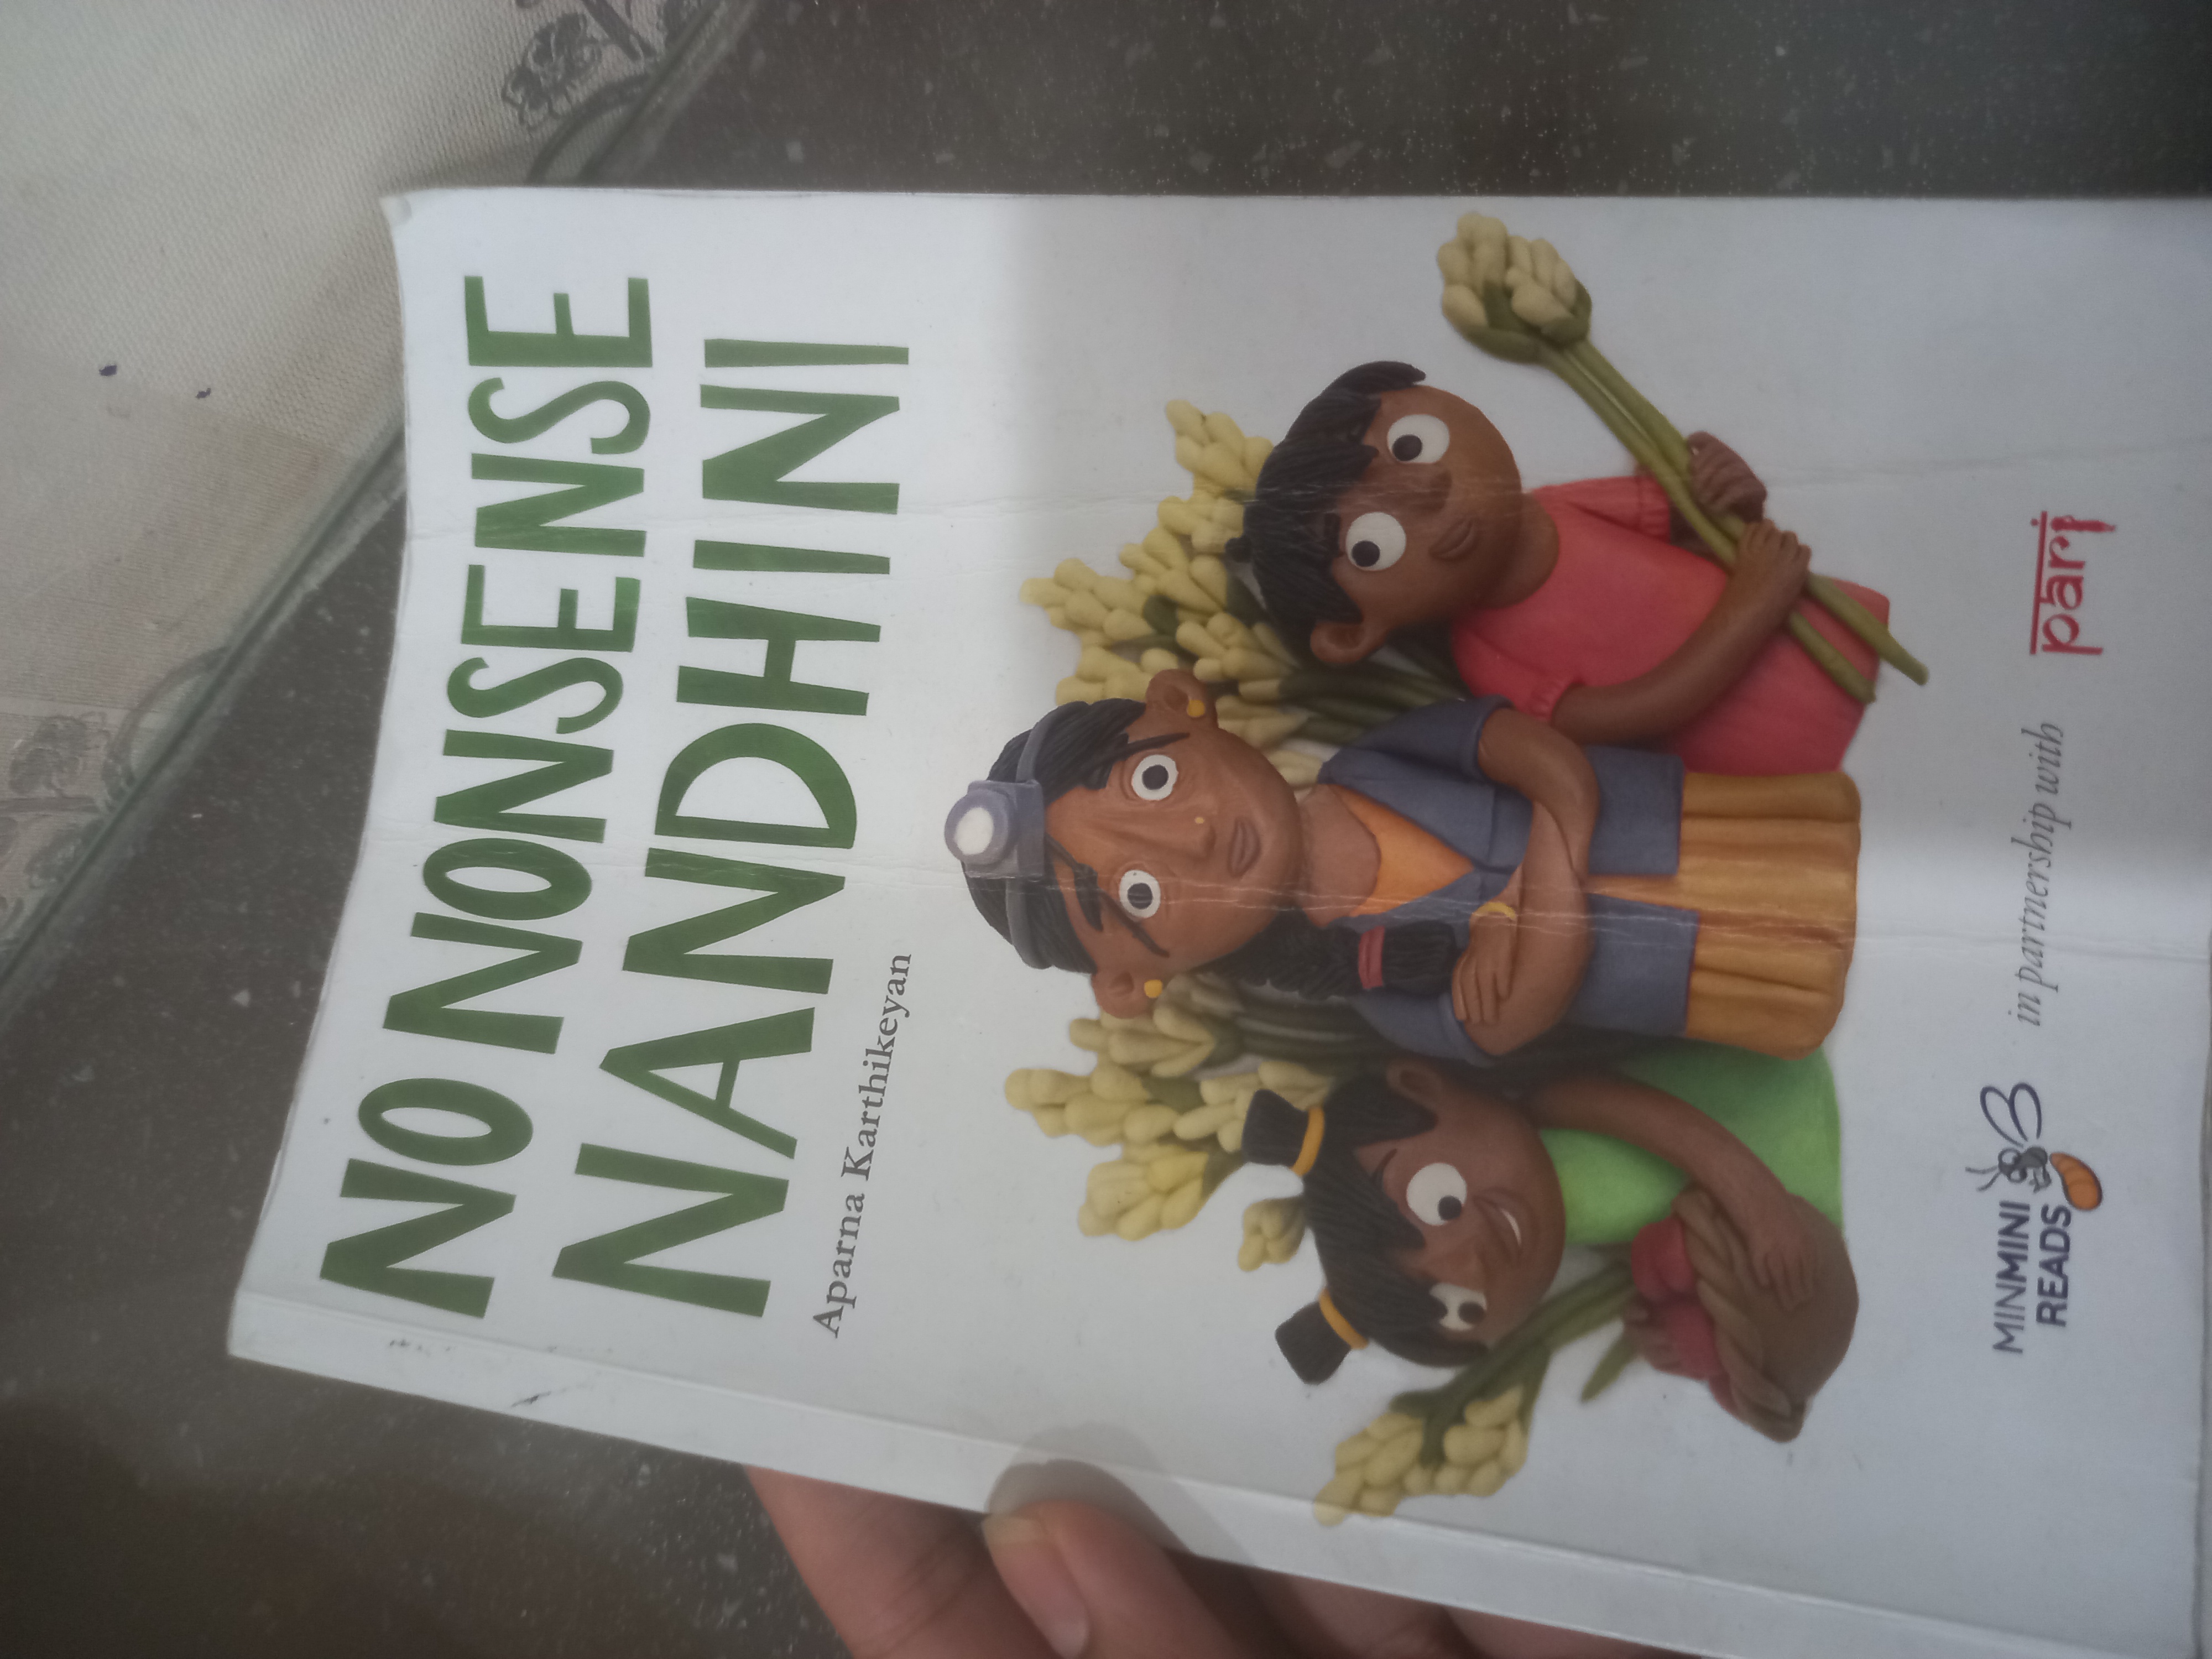 NO NONSENSE
NANDHINI
Aparna Karthikeyan
MINMINI
READS
in partnership with
pari